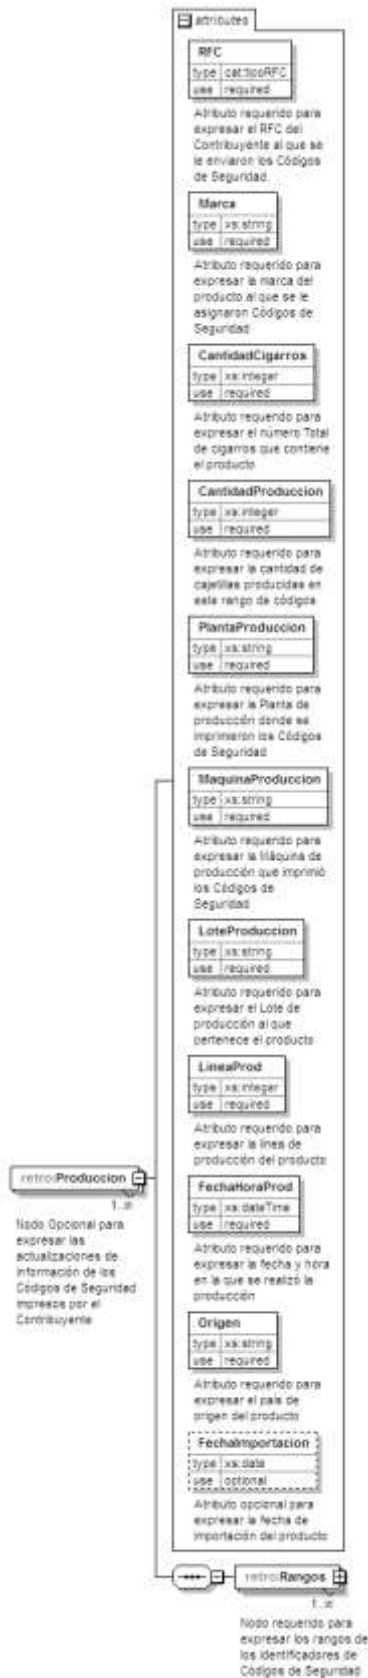 attributes
RFC
type cat:tipoRFC
use required
Atributo requerido para
expresar el RFC del
Contribuyente al que se
le enviaron los Códigos
de Seguridad.
Marca
type xs:string
use required
Atributo requerido para
expresar la marca del
producto al que se le
asignaron Códigos de
Seguridad
CantidadCigarros
type xs:integer
use required
Atributo requerido para
expresar el número Total
de cigarros que contiene
el producto
CantidadProduccion
type xs:integer
use required
Atributo requerido para
expresar la cantidad de
cajetillas producidas en
este rango de códigos
PlantaProduccion
type xs:string
use required
Atributo requerido para
expresar la Planta de
producción donde se
imprimieron los Códigos
de Seguridad
MaquinaProduccion
type xs:string
use required
Atributo requerido para
expresar la Máquina de
producción que imprimió
los Códigos de
Seguridad
LoteProduccion
type xs:string
use required
Atributo requerido para
expresar el Lote de
producción al que
pertenece el producto
LineaProd
type xs:integer
use required
Atributo requerido para
expresar la línea de
producción del producto
FechaHoraProd
type xs:dateTime
use required
Atributo requerido para
expresar la fecha y hora
en la que se realizó la
producción
Origen
type xs:string
use required
Atributo requerido para
expresar el país de
origen del producto
FechaImportacion
type xs:date
use optional
Atributo opcional para
expresar la fecha de
importación del producto
retro:Produccion
1..∞
Nodo Opcional para
expresar las
actualizaciones de
información de los
Códigos de Seguridad
impresos por el
Contribuyente
retro:Rangos
1..∞
Nodo requerido para
expresar los rangos de
los identificadores de
Códigos de Seguridad